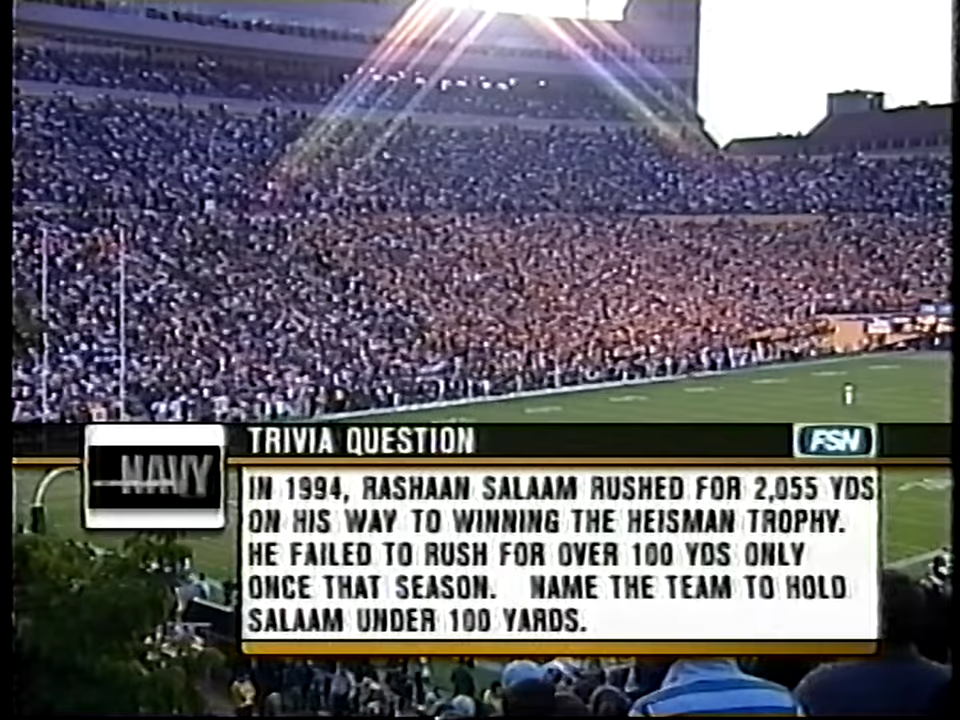 TRIVIA QUESTION
FSN
NAVY
IN 1994, RASHAAN SALAAM RUSHED FOR 2,055 YDS
ON HIS WAY TO WINNING THE HEISMAN TROPHY.
HE FAILED TO RUSH FOR OVER 100 YDS ONLY
ONCE THAT SEASON. NAME THE TEAM TO HOLD
SALAAM UNDER 100 YARDS.